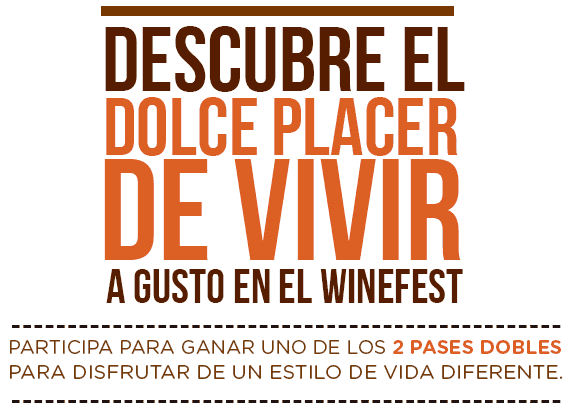 DESCUBRE EL
DOLCE PLACER
DE VIVIR
A GUSTO EN EL WINEFEST
PARTICIPA PARA GANAR UNO DE LOS 2 PASES DOBLES
PARA DISFRUTAR DE UN ESTILO DE VIDA DIFERENTE.